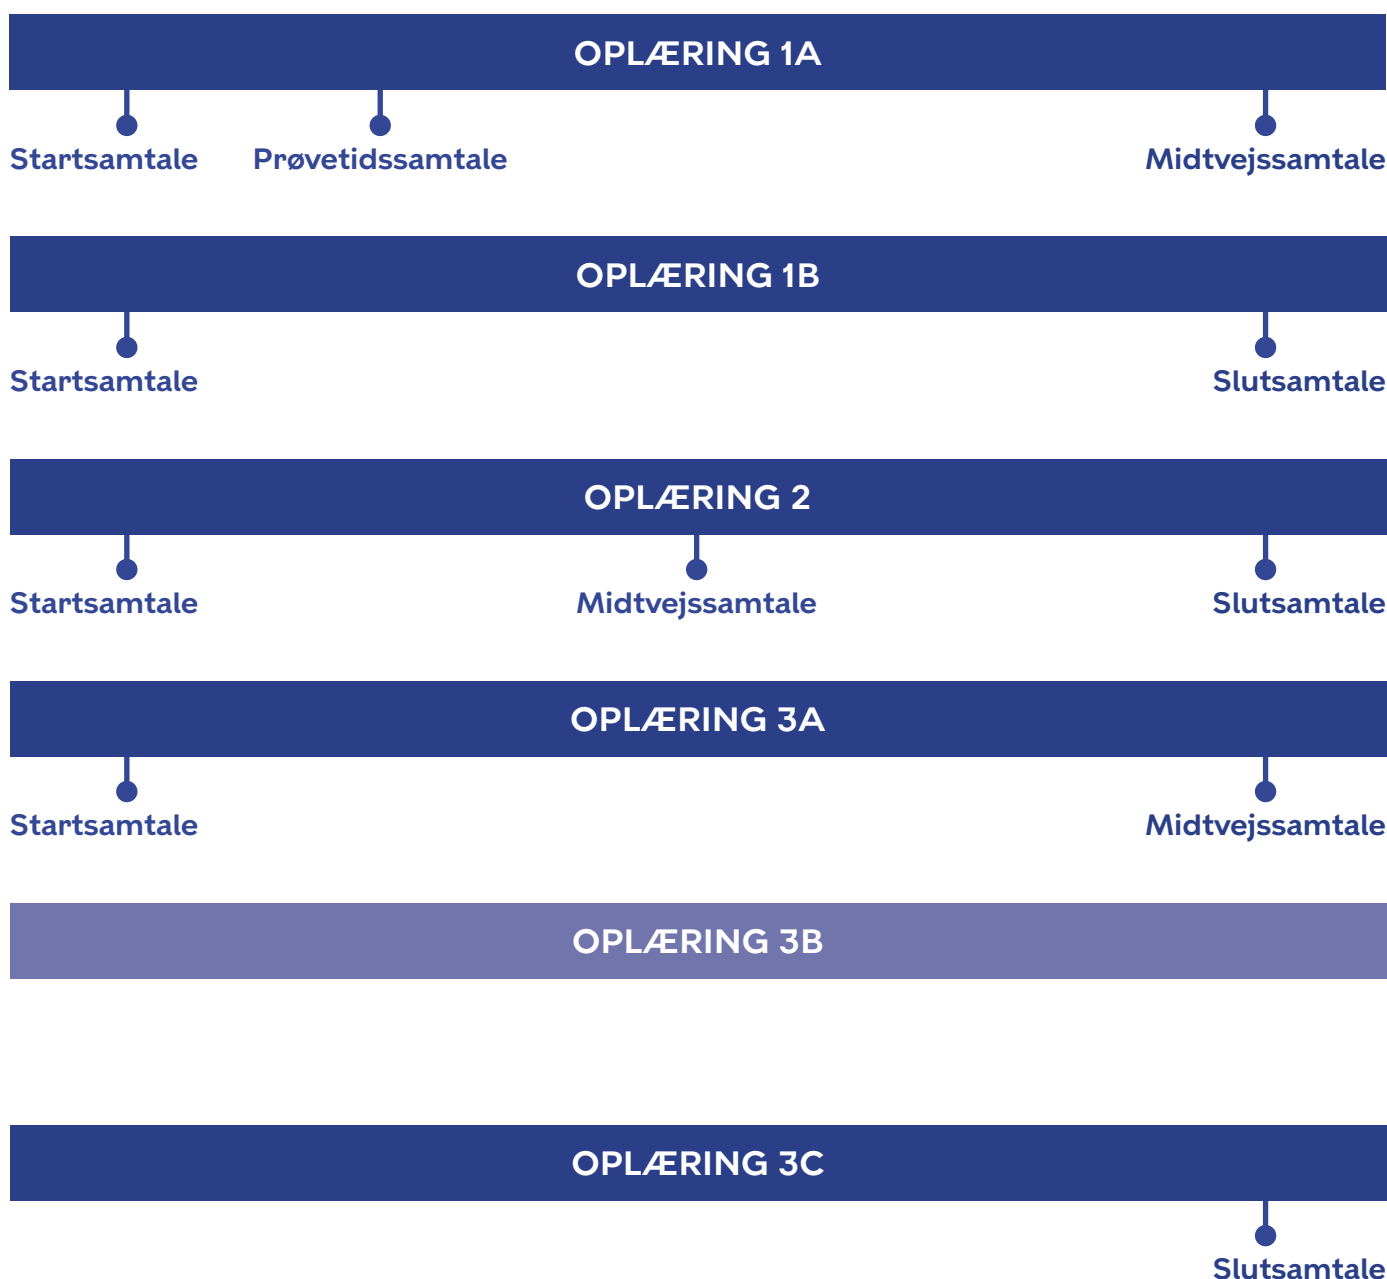 OPLÆRING 1A
Startsamtale Prøvetidssamtale Midtvejssamtale
OPLÆRING 1B
Startsamtale Slutsamtale
OPLÆRING 2
Startsamtale Midtvejssamtale Slutsamtale
OPLÆRING 3A
Startsamtale Midtvejssamtale
OPLÆRING 3B
OPLÆRING 3C
Slutsamtale